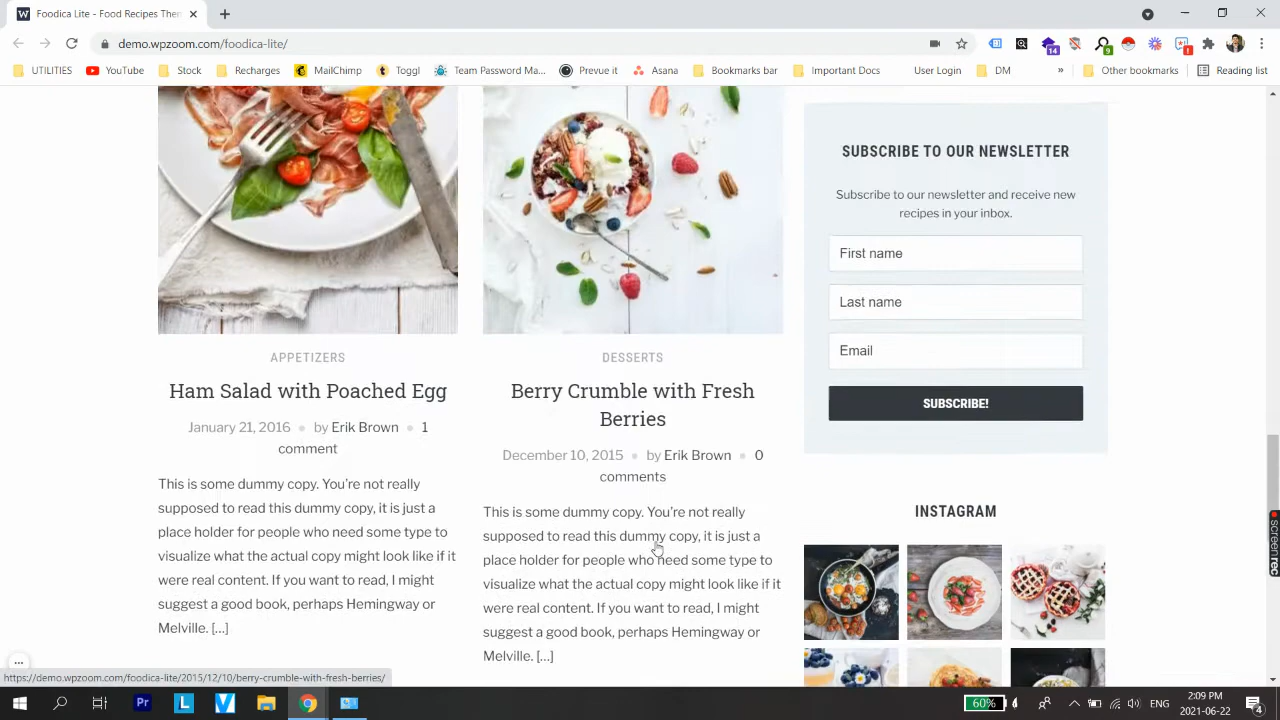 Foodica Lite - Food Recipes Them
demo.wpzoom.com/foodica-lite/
14
9
UTILITIES
YouTube
Stock
Recharges
MailChimp
Toggl
Team Password Ma...
Prevue it
Asana
Bookmarks bar
Important Docs
User Login
DM
»
Other bookmarks
Reading list
APPETIZERS
Ham Salad with Poached Egg
January 21, 2016 by Erik Brown 1
comment
This is some dummy copy. You're not really
supposed to read this dummy copy, it is just a
place holder for people who need some type to
visualize what the actual copy might look like if it
were real content. If you want to read, I might
suggest a good book, perhaps Hemingway or
Melville. […]
DESSERTS
Berry Crumble with Fresh
Berries
December 10, 2015 by Erik Brown 0
comments
This is some dummy copy. You're not really
supposed to read this dummy copy, it is just a
place holder for people who need some type to
visualize what the actual copy might look like if it
were real content. If you want to read, I might
suggest a good book, perhaps Hemingway or
Melville. […]
SUBSCRIBE TO OUR NEWSLETTER
Subscribe to our newsletter and receive new
recipes in your inbox.
First name
Last name
Email
SUBSCRIBE!
INSTAGRAM
screenrec
https://demo.wpzoom.com/foodica-lite/2015/12/10/berry-crumble-with-fresh-berries/
Pr
L
60%
ENG
2:09 PM
2021-06-22
4